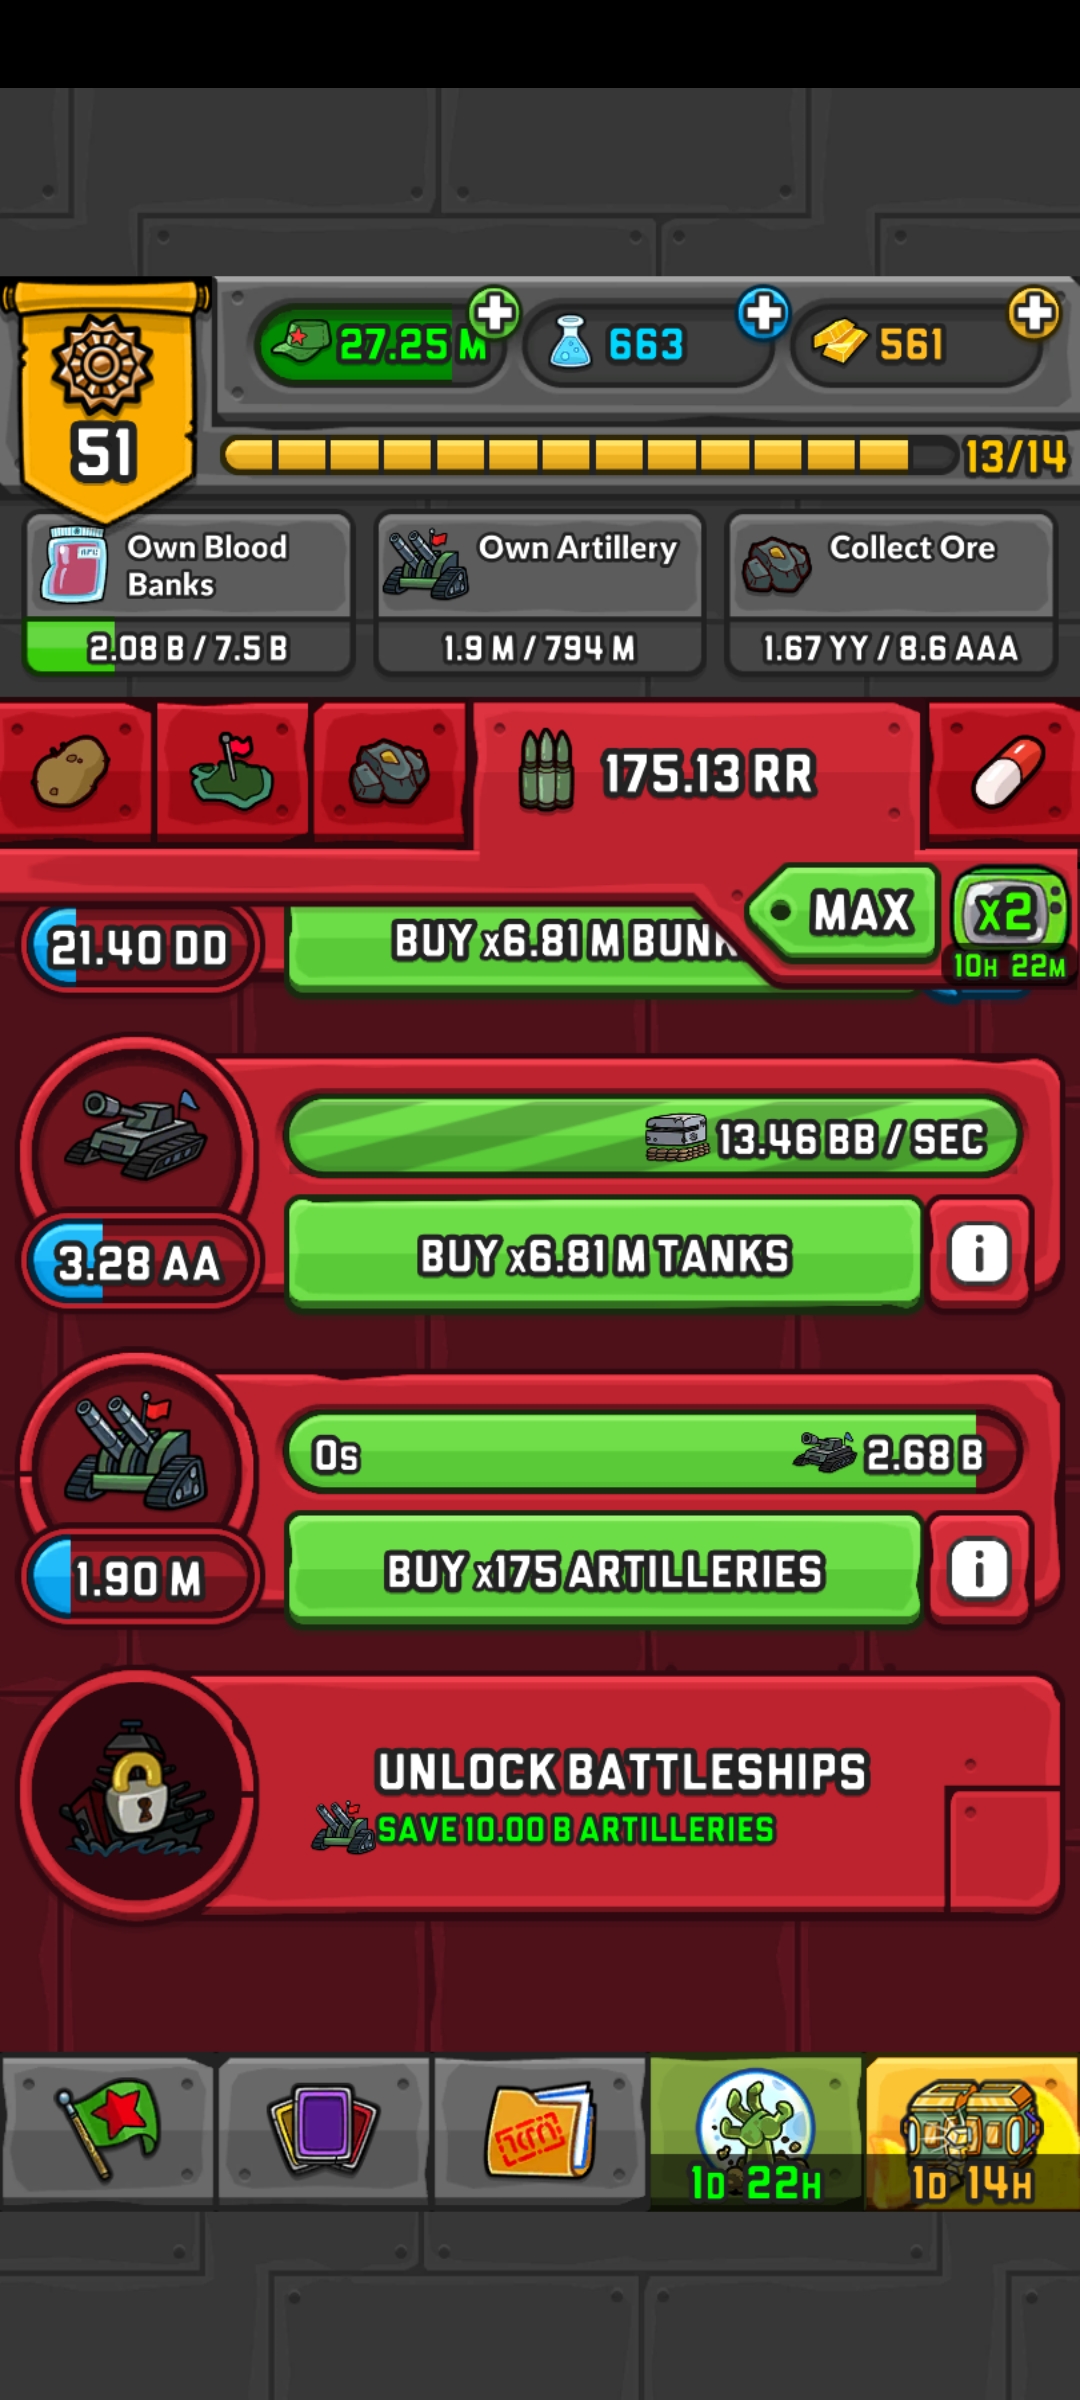 27.25 M
663
561
51
13/14
Own Blood
Banks
2.08 B / 7.5 B
Own Artillery
1.9 M / 794 M
Collect Ore
1.67 YY / 8.6 AAA
175.13 RR
MAX
x2
10H 22M
21.40 DD
BUY x6.81 M BUNK
13.46 BB / SEC
3.28 AA
BUY x6.81 M TANKS
i
0s
2.68 B
1.90 M
BUY x175 ARTILLERIES
i
UNLOCK BATTLESHIPS
SAVE 10.00 B ARTILLERIES
1D 22H
1D 14H